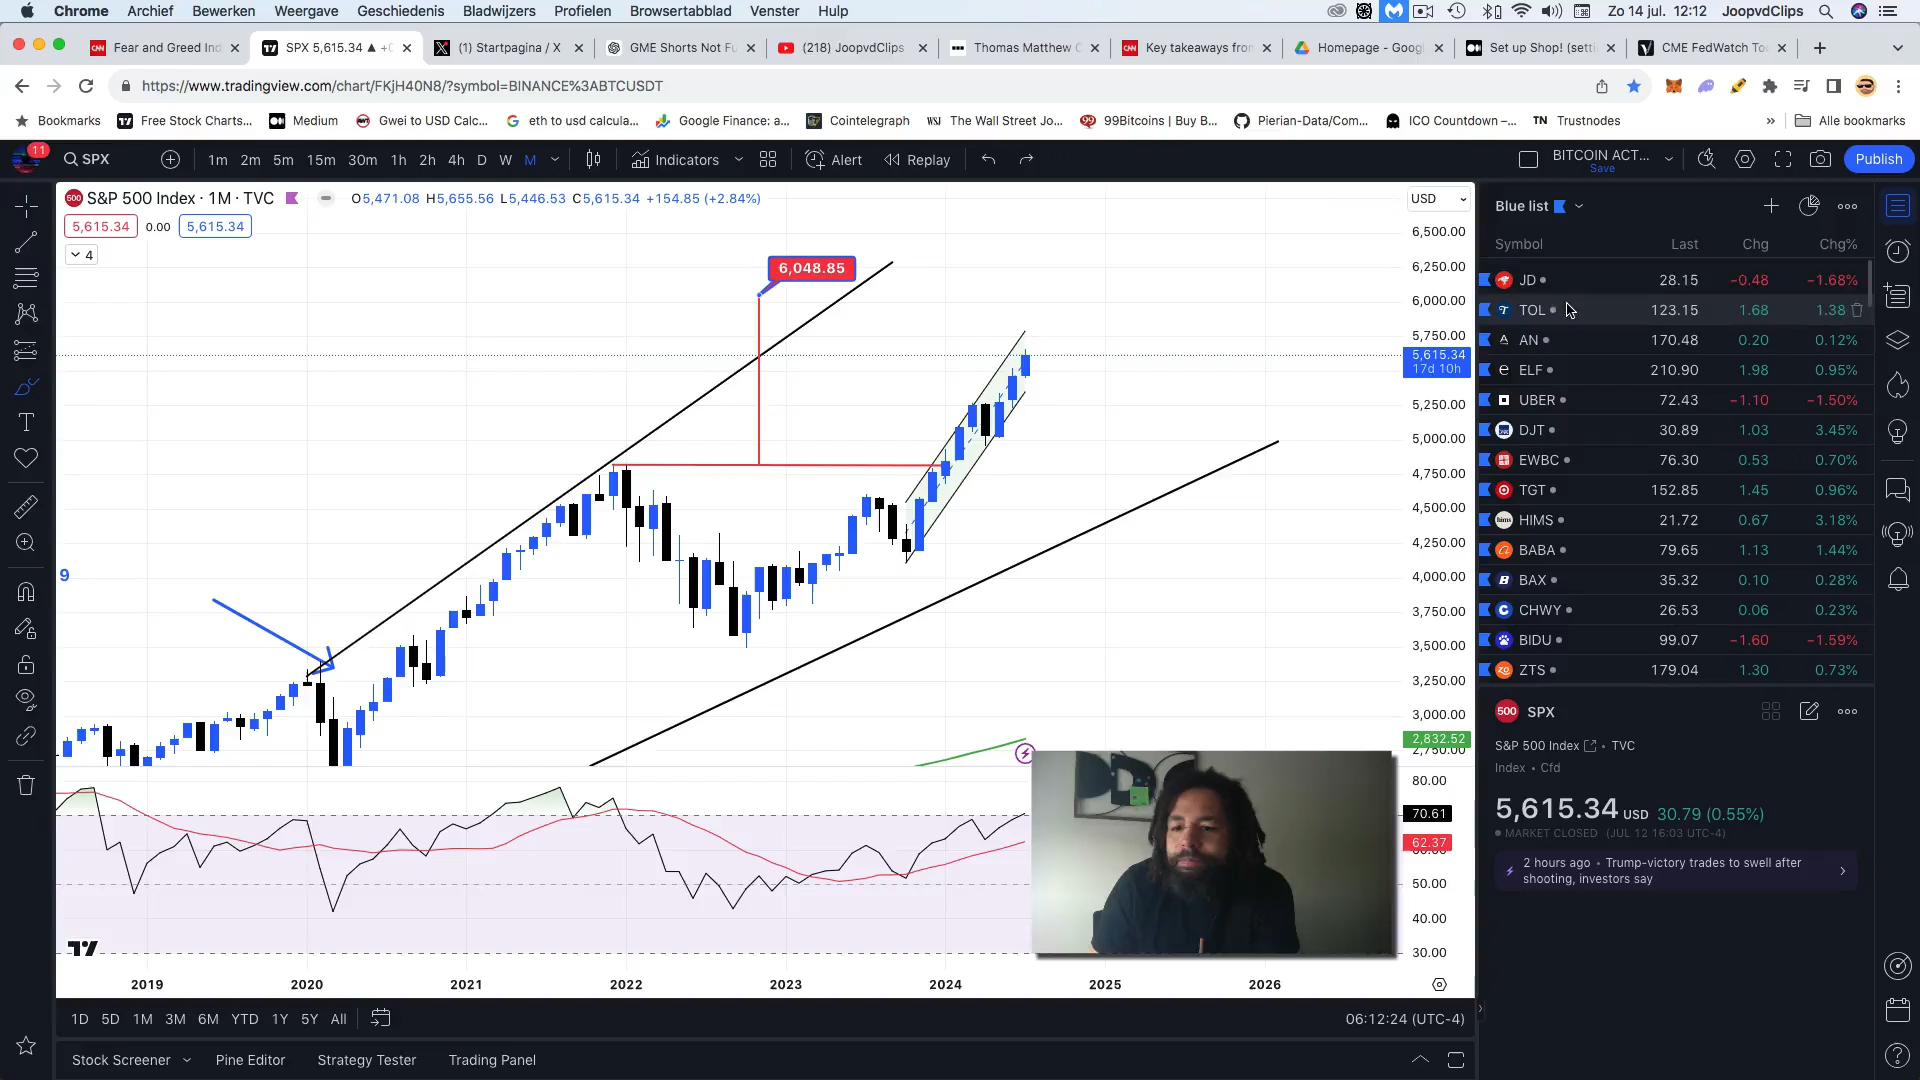 Chrome Archief Bewerken Weergave Geschiedenis Bladwijzers Profielen Browsertabblad Venster Hulp Zo 14 jul. 12:12 JoopvdClips
Fear and Greed Ind SPX 5,615.34 ▲ +0 (1) Startpagina / X GME Shorts Not Fu (218) JoopvdClips Thomas Matthew C Key takeaways from Homepage - Googl Set up Shop! (setti CME FedWatch Too
https://www.tradingview.com/chart/FKjH40N8/?symbol=BINANCE%3ABTCUSDT
Bookmarks Free Stock Charts... Medium Gwei to USD Calc... eth to usd calcula... Google Finance: a... Cointelegraph WSJ The Wall Street Jo... 99Bitcoins | Buy B... Pierian-Data/Com... ICO Countdown –... TN Trustnodes » Alle bookmarks
11 SPX 1m 2m 5m 15m 30m 1h 2h 4h D W M Indicators Alert Replay BITCOIN ACT... Save Publish
500 S&P 500 Index · 1M · TVC O5,471.08 H5,655.56 L5,446.53 C5,615.34 +154.85 (+2.84%) USD
5,615.34 0.00 5,615.34
4
6,048.85
9
6,500.00
6,250.00
6,000.00
5,750.00
5,615.34
17d 10h
5,250.00
5,000.00
4,750.00
4,500.00
4,250.00
4,000.00
3,750.00
3,500.00
3,250.00
3,000.00
2,832.52
2,750.00
80.00
70.61
62.37
50.00
40.00
30.00
2019 2020 2021 2022 2023 2024 2025 2026
1D 5D 1M 3M 6M YTD 1Y 5Y All 06:12:24 (UTC-4)
Stock Screener Pine Editor Strategy Tester Trading Panel
Blue list
Symbol Last Chg Chg%
JD 28.15 −0.48 −1.68%
TOL 123.15 1.68 1.38
AN 170.48 0.20 0.12%
ELF 210.90 1.98 0.95%
UBER 72.43 −1.10 −1.50%
DJT 30.89 1.03 3.45%
EWBC 76.30 0.53 0.70%
TGT 152.85 1.45 0.96%
hims HIMS 21.72 0.67 3.18%
BABA 79.65 1.13 1.44%
BAX 35.32 0.10 0.28%
CHWY 26.53 0.06 0.23%
BIDU 99.07 −1.60 −1.59%
ZTS 179.04 1.30 0.73%
500 SPX
S&P 500 Index • TVC
Index • Cfd
5,615.34 USD 30.79 (0.55%)
MARKET CLOSED (JUL 12 16:03 UTC-4)
2 hours ago • Trump-victory trades to swell after
shooting, investors say